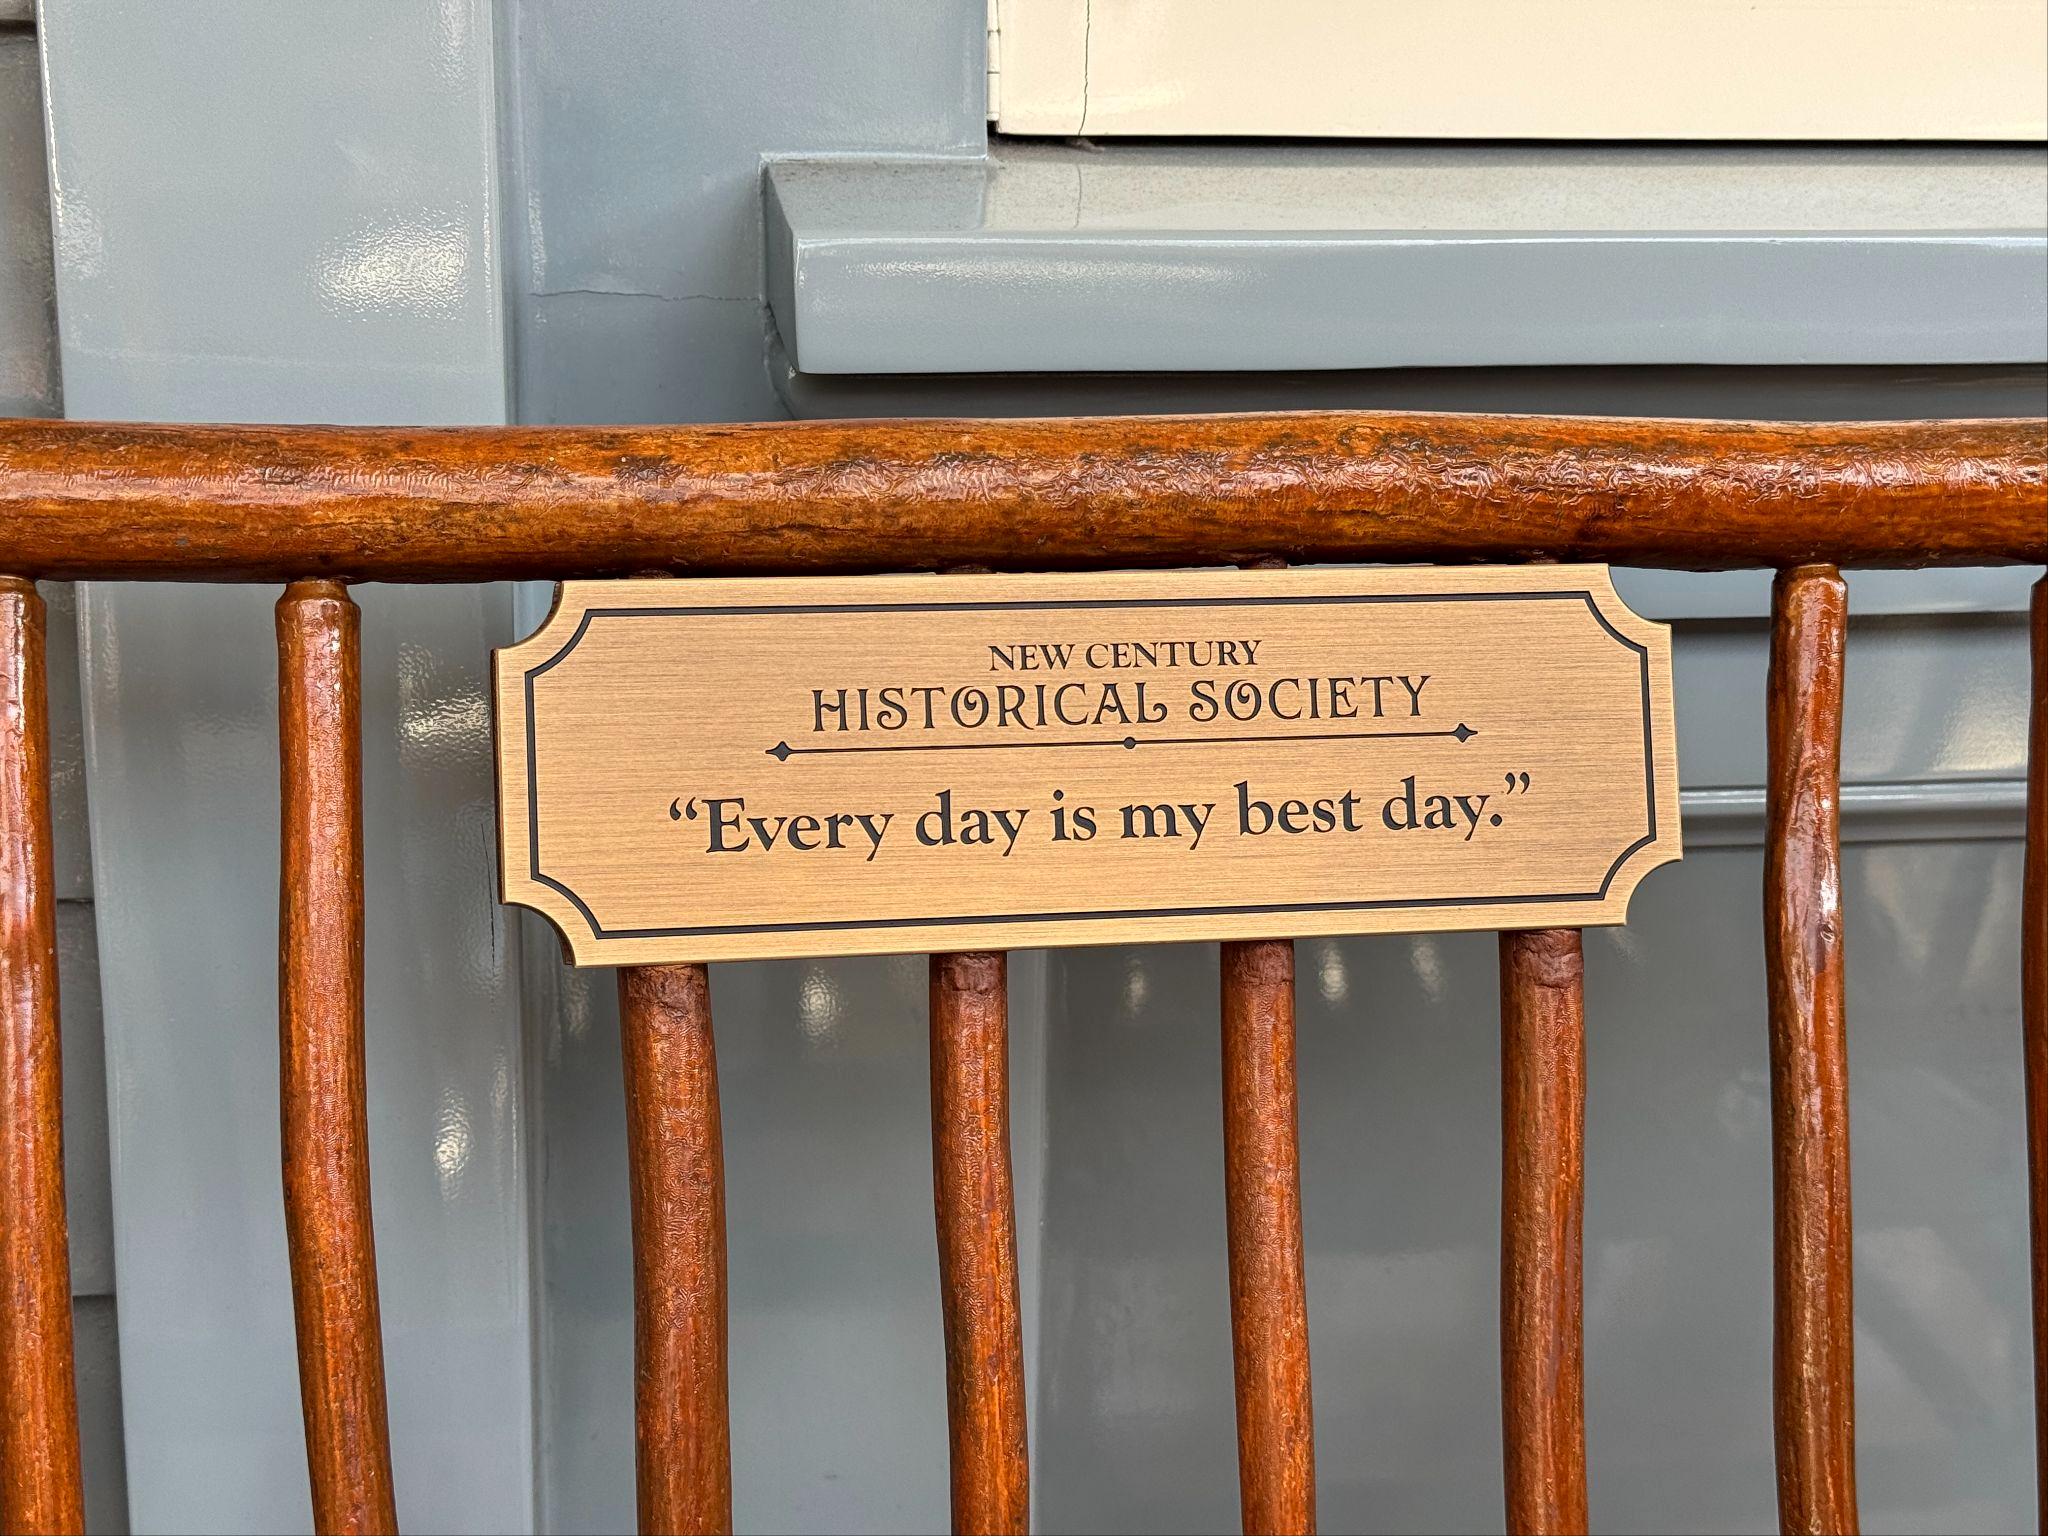 NEW CENTURY
HISTORICAL SOCIETY
“Every day is my best day.”